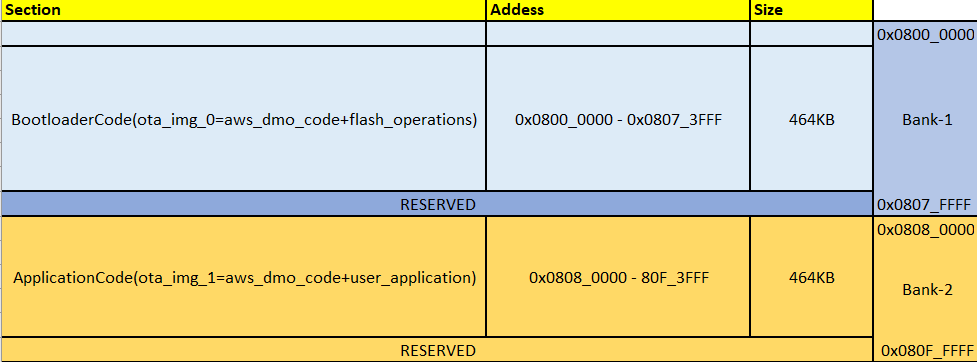 Section Addess Size
0x0800_0000
BootloaderCode(ota_img_0=aws_dmo_code+flash_operations) 0x0800_0000 - 0x0807_3FFF 464KB Bank-1
RESERVED 0x0807_FFFF
0x0808_0000
ApplicationCode(ota_img_1=aws_dmo_code+user_application) 0x0808_0000 - 80F_3FFF 464KB Bank-2
RESERVED 0x080F_FFFF